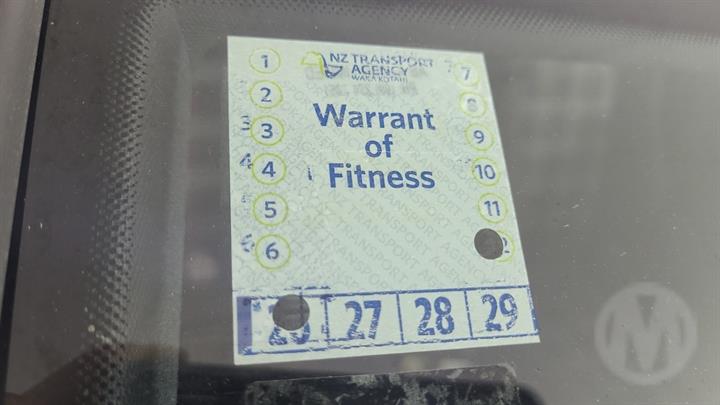 NZ TRANSPORT
AGENCY
WAKA KOTAHI
Warrant
of
Fitness
1
2
3
4
5
6
7
8
9
10
11
27
28
29
M